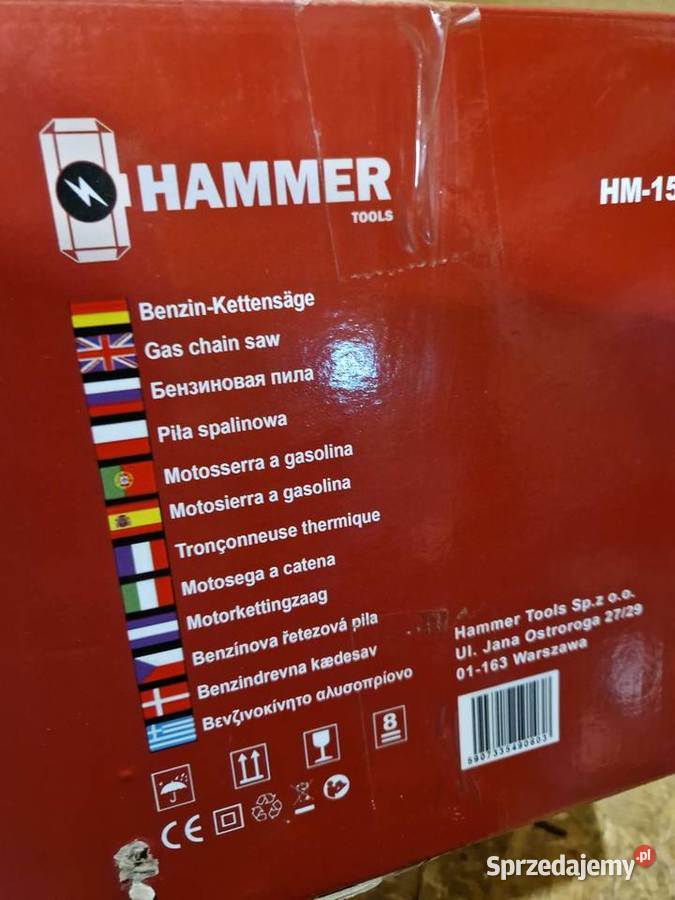 HAMMER
TOOLS
HM-15
Benzin-Kettensäge
Gas chain saw
Бензиновая пила
Piła spalinowa
Motosserra a gasolina
Motosierra a gasolina
Tronçonneuse thermique
Motosega a catena
Motorkettingzaag
Benzínova řetezová pila
Benzindrevna kædesav
Βενζινοκίνητο αλυσοπρίονο
Hammer Tools Sp.z o.o.
Ul. Jana Ostroroga 27/29
01-163 Warszawa
5907335490803
8
CE
Sprzedajemy.pl